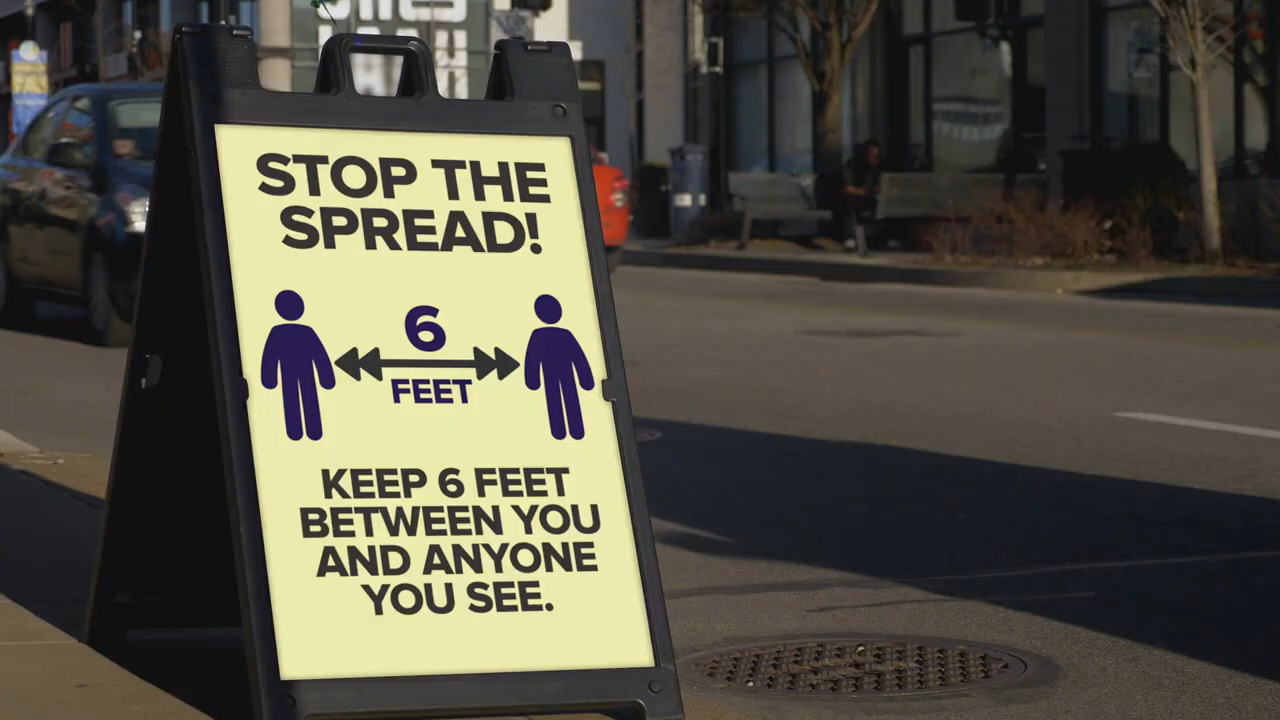 STOP THE
SPREAD!
6
FEET
KEEP 6 FEET
BETWEEN YOU
AND ANYONE
YOU SEE.